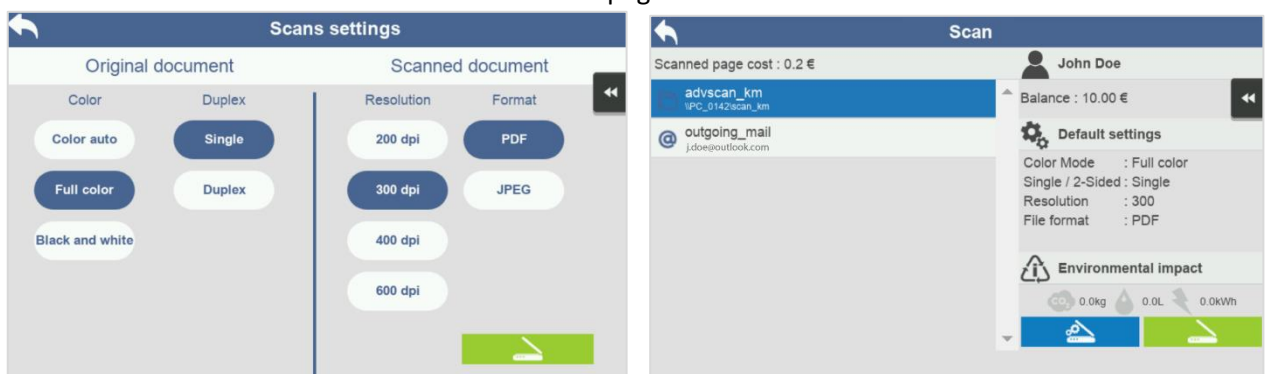 Scans settings
Original document
Scanned document
Color
Duplex
Resolution
Format
Color auto
Single
200 dpi
PDF
Full color
Duplex
300 dpi
JPEG
Black and white
400 dpi
600 dpi
Scan
Scanned page cost : 0.2 €
John Doe
advscan_km
\\PC_0142\scan_km
Balance : 10.00 €
@ outgoing_mail
j.doe@outlook.com
Default settings
Color Mode : Full color
Single / 2-Sided : Single
Resolution : 300
File format : PDF
Environmental impact
CO₂ 0.0kg 0.0L 0.0kWh